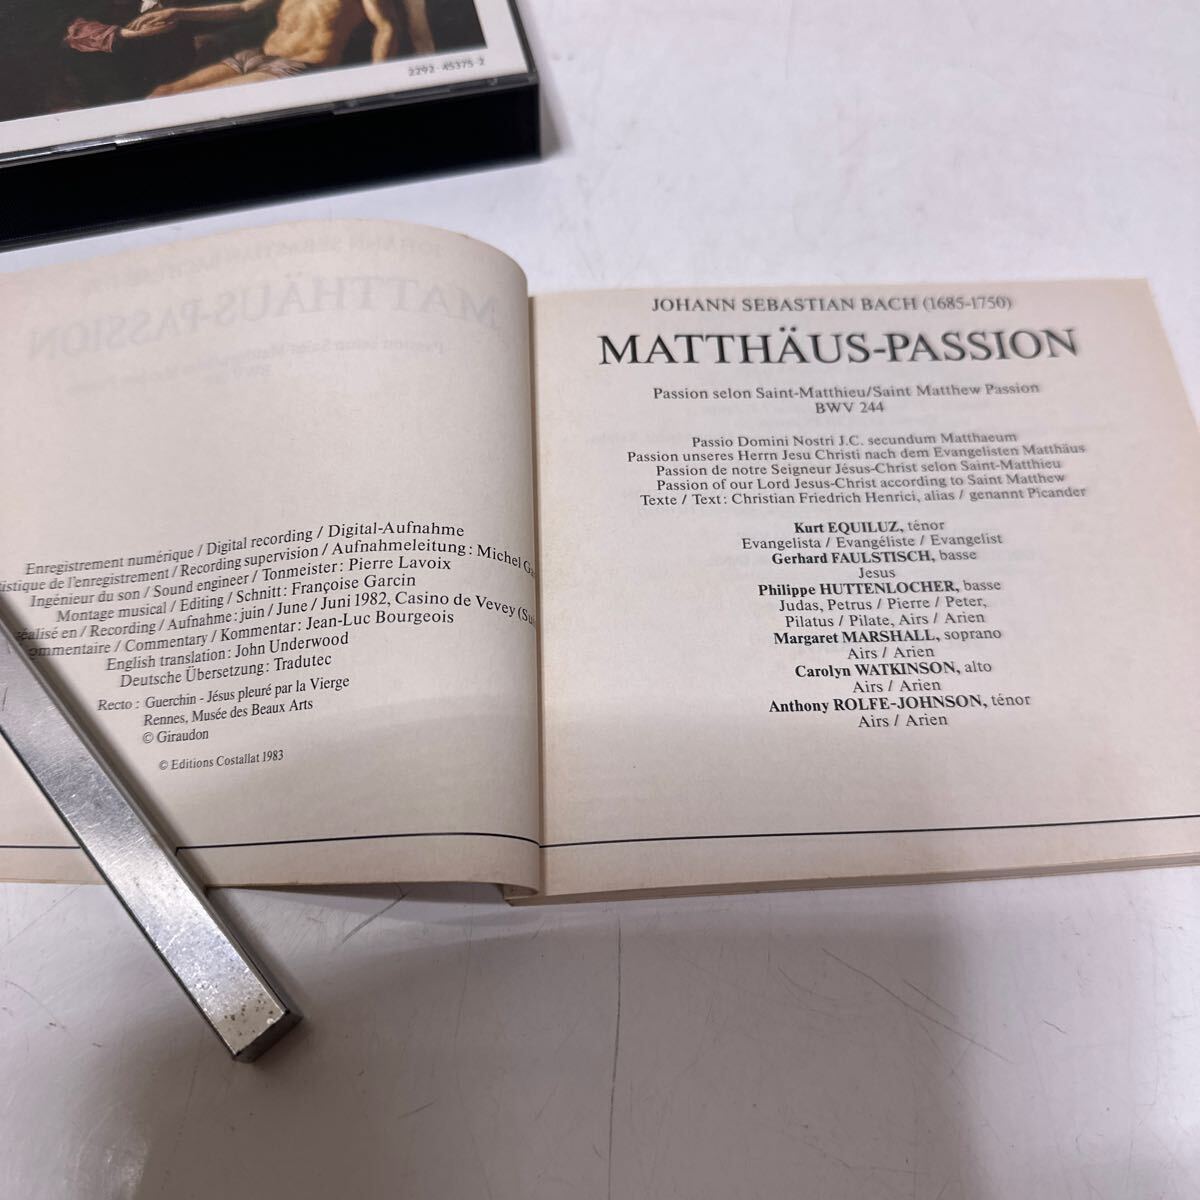 2292-45375-2
Enregistrement numérique / Digital recording / Digital-Aufnahme
de l'enregistrement / Recording supervision / Aufnahmeleitung : Michel
Ingénieur du son / Sound engineer / Tonmeister : Pierre Lavoix
Montage musical / Editing / Schnitt : Françoise Garcin
en / Recording / Aufnahme : juin / June / Juni 1982, Casino de Vevey
/ Commentary / Kommentar : Jean-Luc Bourgeois
English translation : John Underwood
Deutsche Übersetzung : Tradutec
Recto : Guerchin - Jésus pleuré par la Vierge
Rennes, Musée des Beaux Arts
© Giraudon
© Editions Costallat 1983
JOHANN SEBASTIAN BACH (1685-1750)
MATTHÄUS-PASSION
Passion selon Saint-Matthieu/Saint Matthew Passion
BWV 244
Passio Domini Nostri J.C. secundum Matthaeum
Passion unseres Herrn Jesu Christi nach dem Evangelisten Matthäus
Passion de notre Seigneur Jésus-Christ selon Saint-Matthieu
Passion of our Lord Jesus-Christ according to Saint Matthew
Texte / Text : Christian Friedrich Henrici, alias / genannt Picander
Kurt EQUILUZ, ténor
Evangelista / Evangéliste / Evangelist
Gerhard FAULSTISCH, basse
Jesus
Philippe HUTTENLOCHER, basse
Judas, Petrus / Pierre / Peter,
Pilatus / Pilate, Airs / Arien
Margaret MARSHALL, soprano
Airs / Arien
Carolyn WATKINSON, alto
Airs / Arien
Anthony ROLFE-JOHNSON, ténor
Airs / Arien